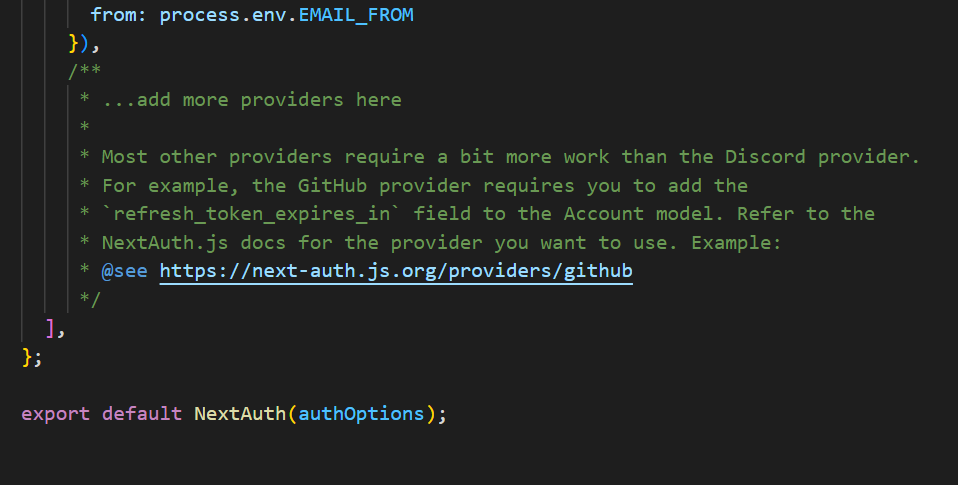 from: process.env.EMAIL_FROM
}),
/**
* ...add more providers here
*
* Most other providers require a bit more work than the Discord provider.
* For example, the GitHub provider requires you to add the
* `refresh_token_expires_in` field to the Account model. Refer to the
* NextAuth.js docs for the provider you want to use. Example:
* @see https://next-auth.js.org/providers/github
*/
],
};
export default NextAuth(authOptions);